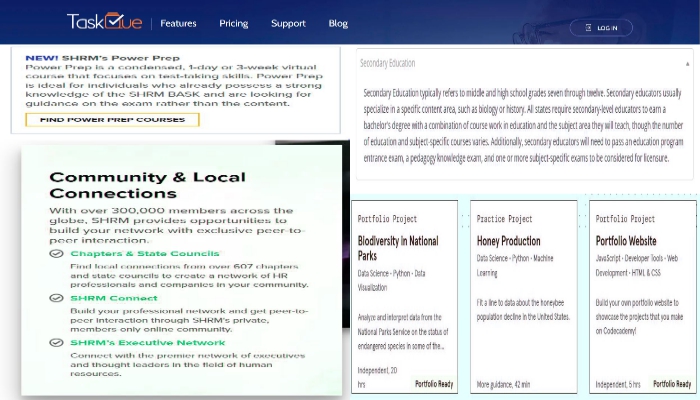 TaskQue
Features
Pricing
Support
Blog
LOG IN
NEW! SHRM's Power Prep
Power Prep is a condensed, 1-day or 3-week virtual
course that focuses on test-taking skills. Power Prep
is ideal for individuals who already possess a strong
knowledge of the SHRM BASK and are looking for
guidance on the exam rather than the content.
FIND POWER PREP COURSES
Community & Local
Connections
With over 300,000 members across the
globe, SHRM provides opportunities to
build your network with exclusive peer-to-
peer interaction.
Chapters & State Councils
Find local connections from over 607 chapters
and state councils to create a network of HR
professionals and companies in your community.
SHRM Connect
Build your professional network and get peer-to-
peer interaction through SHRM's private,
members only online community.
SHRM's Executive Network
Connect with the premier network of executives
and thought leaders in the field of human
resources.
Secondary Education
Secondary Education typically refers to middle and high school grades seven through twelve. Secondary educators usually
specialize in a specific content area, such as biology or history. All states require secondary-level educators to earn a
bachelor's degree with a combination of course work in education and the subject area they will teach, though the number
of education and subject-specific courses varies. Additionally, secondary educators will need to pass an education program
entrance exam, a pedagogy knowledge exam, and one or more subject-specific exams to be considered for licensure.
Portfolio Project
Biodiversity in National
Parks
Data Science - Python - Data
Visualization
Analyze and interpret data from the
National Parks Service on the status of
endangered species in some of the...
Independent, 20
hrs
Portfolio Ready
Practice Project
Honey Production
Data Science - Python - Machine
Learning
Fit a line to data about the honeybee
population decline in the United States.
More guidance, 42 min
Portfolio Project
Portfolio Website
JavaScript - Developer Tools - Web
Development - HTML & CSS
Build your own portfolio website to
showcase the projects that you make
on Codecademy!
Independent, 5 hrs
Portfolio Ready